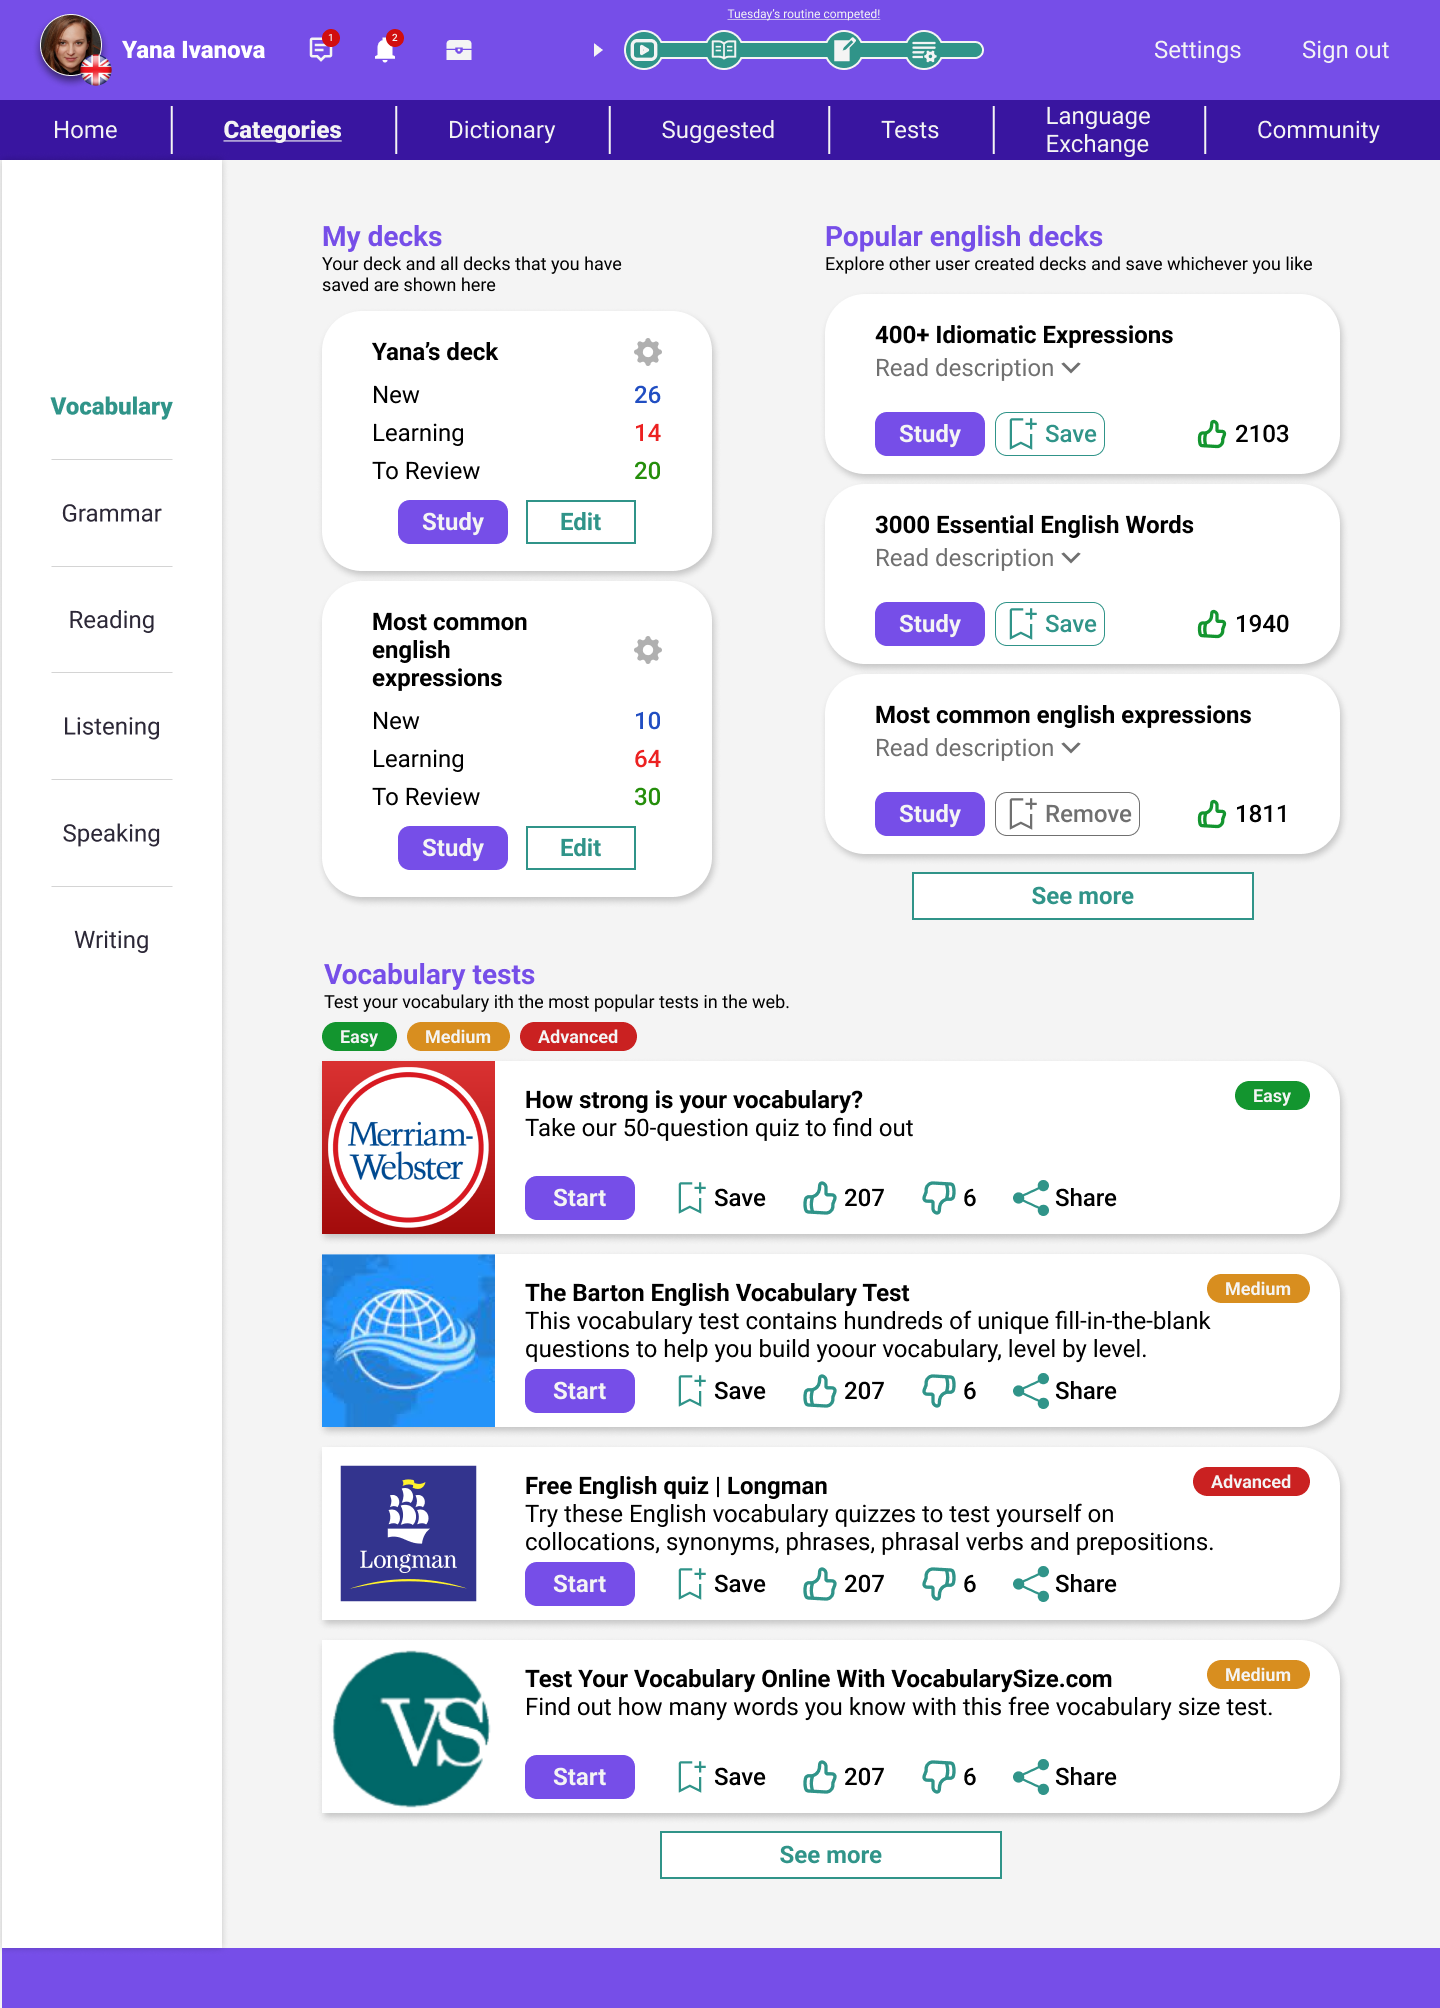 Tuesday's routine competed!
Yana Ivanova
1
2
Settings
Sign out
Home
Categories
Dictionary
Suggested
Tests
Language
Exchange
Community
Vocabulary
Grammar
Reading
Listening
Speaking
Writing
My decks
Your deck and all decks that you have
saved are shown here
Yana’s deck
New 26
Learning 14
To Review 20
Study Edit
Most common
english
expressions
New 10
Learning 64
To Review 30
Study Edit
Popular english decks
Explore other user created decks and save whichever you like
400+ Idiomatic Expressions
Read description
Study Save 2103
3000 Essential English Words
Read description
Study Save 1940
Most common english expressions
Read description
Study Remove 1811
See more
Vocabulary tests
Test your vocabulary ith the most popular tests in the web.
Easy Medium Advanced
Merriam-
Webster
How strong is your vocabulary?
Easy
Take our 50-question quiz to find out
Start Save 207 6 Share
The Barton English Vocabulary Test
Medium
This vocabulary test contains hundreds of unique fill-in-the-blank
questions to help you build yoour vocabulary, level by level.
Start Save 207 6 Share
Longman
Free English quiz | Longman
Advanced
Try these English vocabulary quizzes to test yourself on
collocations, synonyms, phrases, phrasal verbs and prepositions.
Start Save 207 6 Share
VS
Test Your Vocabulary Online With VocabularySize.com
Medium
Find out how many words you know with this free vocabulary size test.
Start Save 207 6 Share
See more